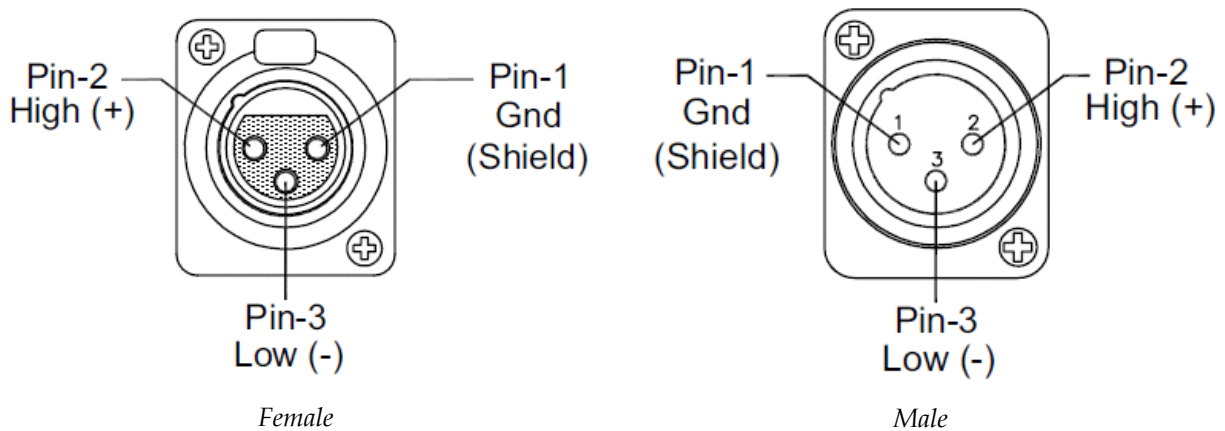 Pin-2
High (+)
Pin-1
Gnd
(Shield)
Pin-3
Low (-)
Female
Pin-1
Gnd
(Shield)
1
2
3
Pin-2
High (+)
Pin-3
Low (-)
Male